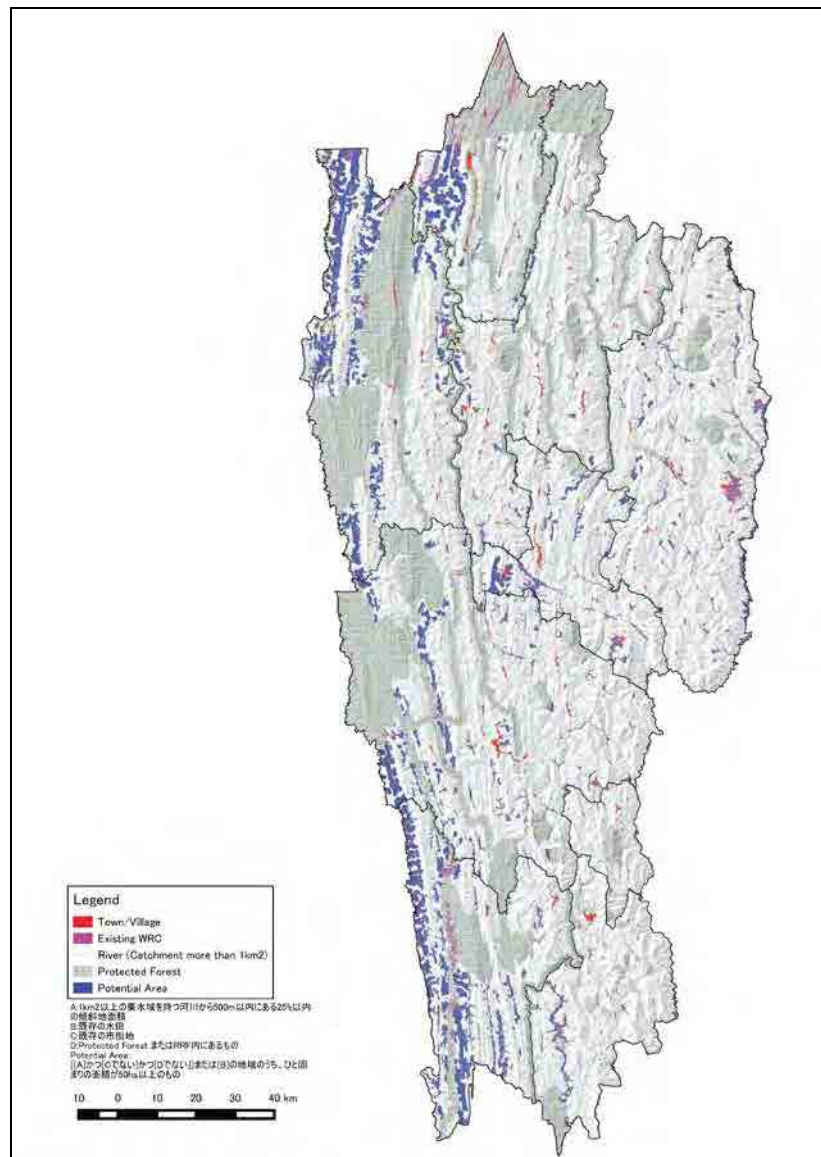 Legend
Town/Village
Existing WRC
River (Catchment more than 1km2)
Protected Forest
Potential Area
A:1km2以上の集水域を持つ河川から500m以内にある25%以内
の傾斜地面積
B:既存の水田
C:既存の市街地
D:Protected Forest またはRRF内にあるもの
Potential Area:
[[A]かつ[Cでない]かつ[Dでない]]または[B]の地域のうち、ひと固
まりの面積が50ha以上のもの
10 0 10 20 30 40 km